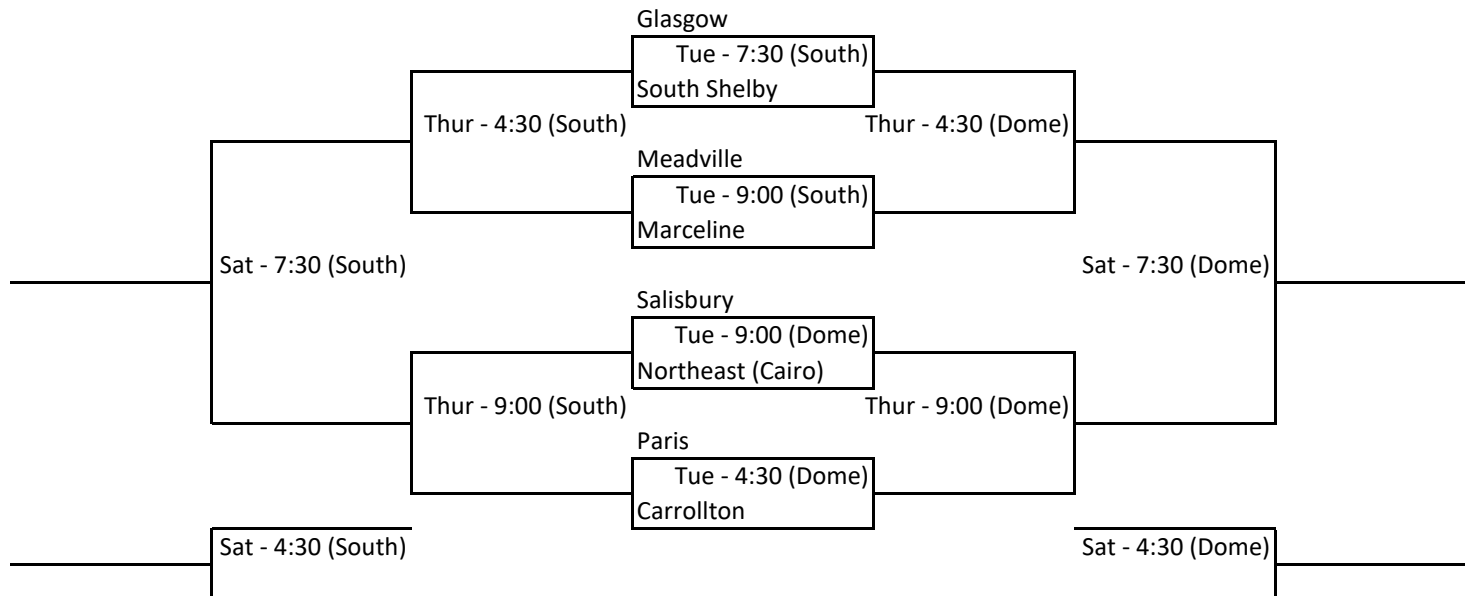 Glasgow
Tue - 7:30 (South)
South Shelby
Thur - 4:30 (South)
Thur - 4:30 (Dome)
Meadville
Tue - 9:00 (South)
Marceline
Sat - 7:30 (South)
Sat - 7:30 (Dome)
Salisbury
Tue - 9:00 (Dome)
Northeast (Cairo)
Thur - 9:00 (South)
Thur - 9:00 (Dome)
Paris
Tue - 4:30 (Dome)
Carrollton
Sat - 4:30 (South)
Sat - 4:30 (Dome)